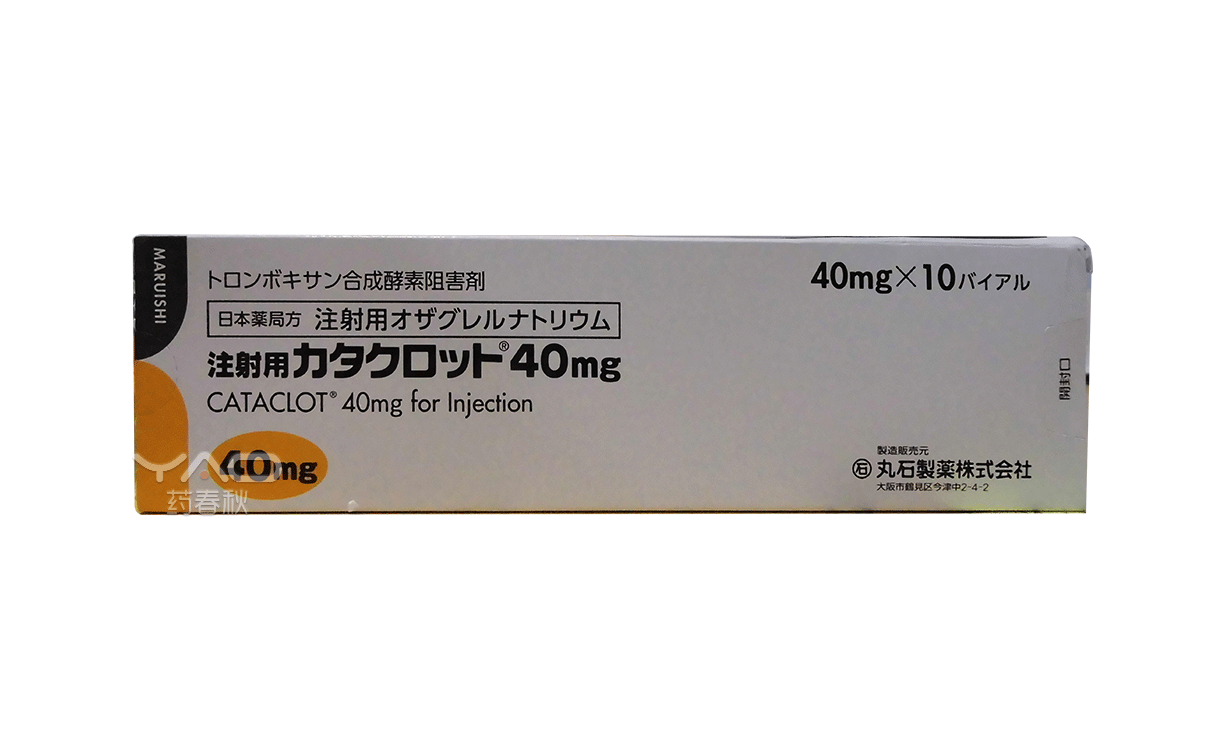 MARUISHI
トロンボキサン合成酵素阻害剤
40mg×10バイアル
日本薬局方 注射用オザグレルナトリウム
注射用カタクロット®40mg
CATACLOT® 40mg for Injection
開封口
40mg
YAD
药春秋
製造販売元
㊂丸石製薬株式会社
大阪市鶴見区今津中2-4-2